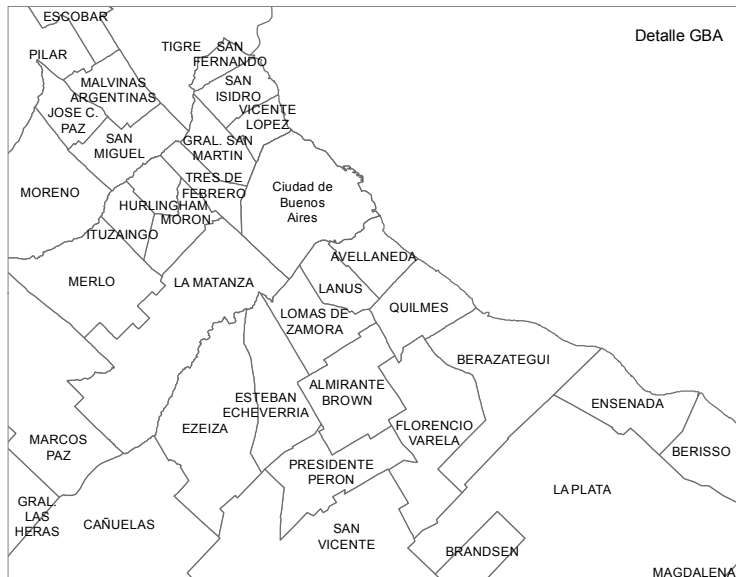 ESCOBAR
Detalle GBA
PILAR
TIGRE
SAN
FERNANDO
MALVINAS
ARGENTINAS
SAN
ISIDRO
JOSE C.
PAZ
VICENTE
LOPEZ
SAN
MIGUEL
GRAL. SAN
MARTIN
MORENO
TRES DE
FEBRERO
Ciudad de
Buenos
Aires
HURLINGHAM
MORON
ITUZAINGO
AVELLANEDA
MERLO
LA MATANZA
LANUS
QUILMES
LOMAS DE
ZAMORA
BERAZATEGUI
ESTEBAN
ECHEVERRIA
ALMIRANTE
BROWN
ENSENADA
EZEIZA
FLORENCIO
VARELA
MARCOS
PAZ
BERISSO
PRESIDENTE
PERON
LA PLATA
GRAL.
LAS
HERAS
CAÑUELAS
SAN
VICENTE
BRANDSEN
MAGDALENA